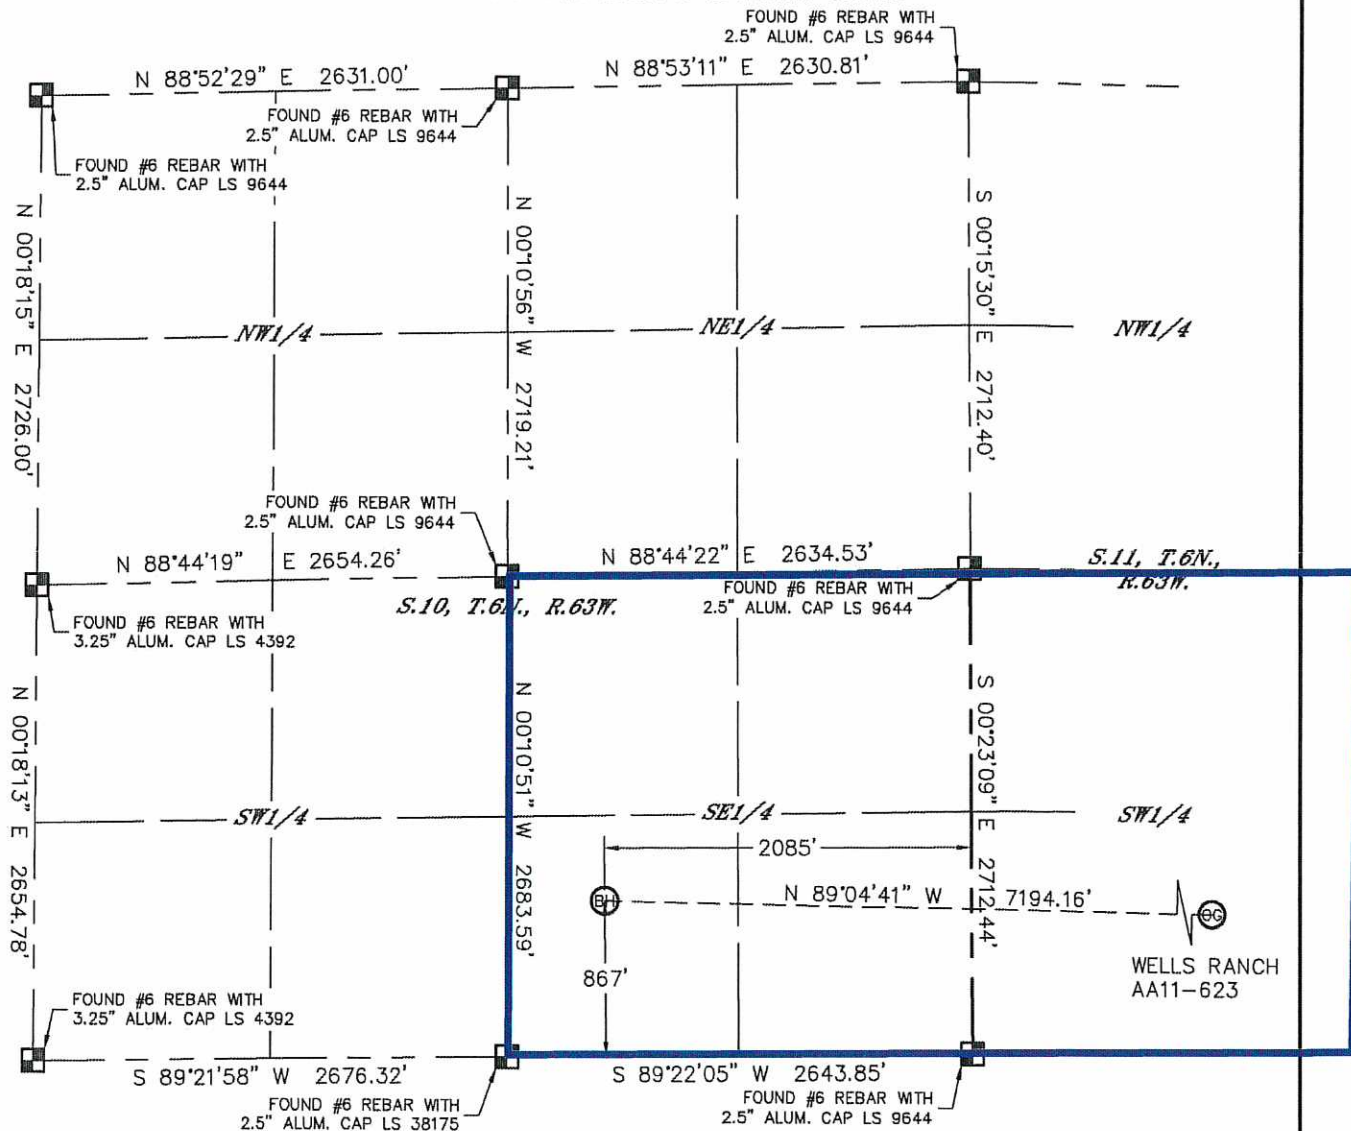 FOUND #6 REBAR WITH
2.5" ALUM. CAP LS 9644
N 88°52'29" E 2631.00'
N 88°53'11" E 2630.81'
FOUND #6 REBAR WITH
2.5" ALUM. CAP LS 9644
FOUND #6 REBAR WITH
2.5" ALUM. CAP LS 9644
N 00°18'15" E 2726.00'
N 00°10'56" W 2719.21'
S 00°15'30" E 2712.40'
NW1/4
NE1/4
NW1/4
FOUND #6 REBAR WITH
2.5" ALUM. CAP LS 9644
N 88°44'19" E 2654.26'
N 88°44'22" E 2634.53'
S.11, T.6N.,
R.63W.
FOUND #6 REBAR WITH
2.5" ALUM. CAP LS 9644
S.10, T.6N., R.63W.
FOUND #6 REBAR WITH
3.25" ALUM. CAP LS 4392
N 00°18'13" E 2654.78'
N 00°10'51" W 2683.59'
S 00°23'09" E 2712.44'
SW1/4
SE1/4
SW1/4
2085'
BH
N 89°04'41" W 7194.16'
OG
867'
WELLS RANCH
AA11-623
FOUND #6 REBAR WITH
3.25" ALUM. CAP LS 4392
S 89°21'58" W 2676.32'
S 89°22'05" W 2643.85'
FOUND #6 REBAR WITH
2.5" ALUM. CAP LS 38175
FOUND #6 REBAR WITH
2.5" ALUM. CAP LS 9644